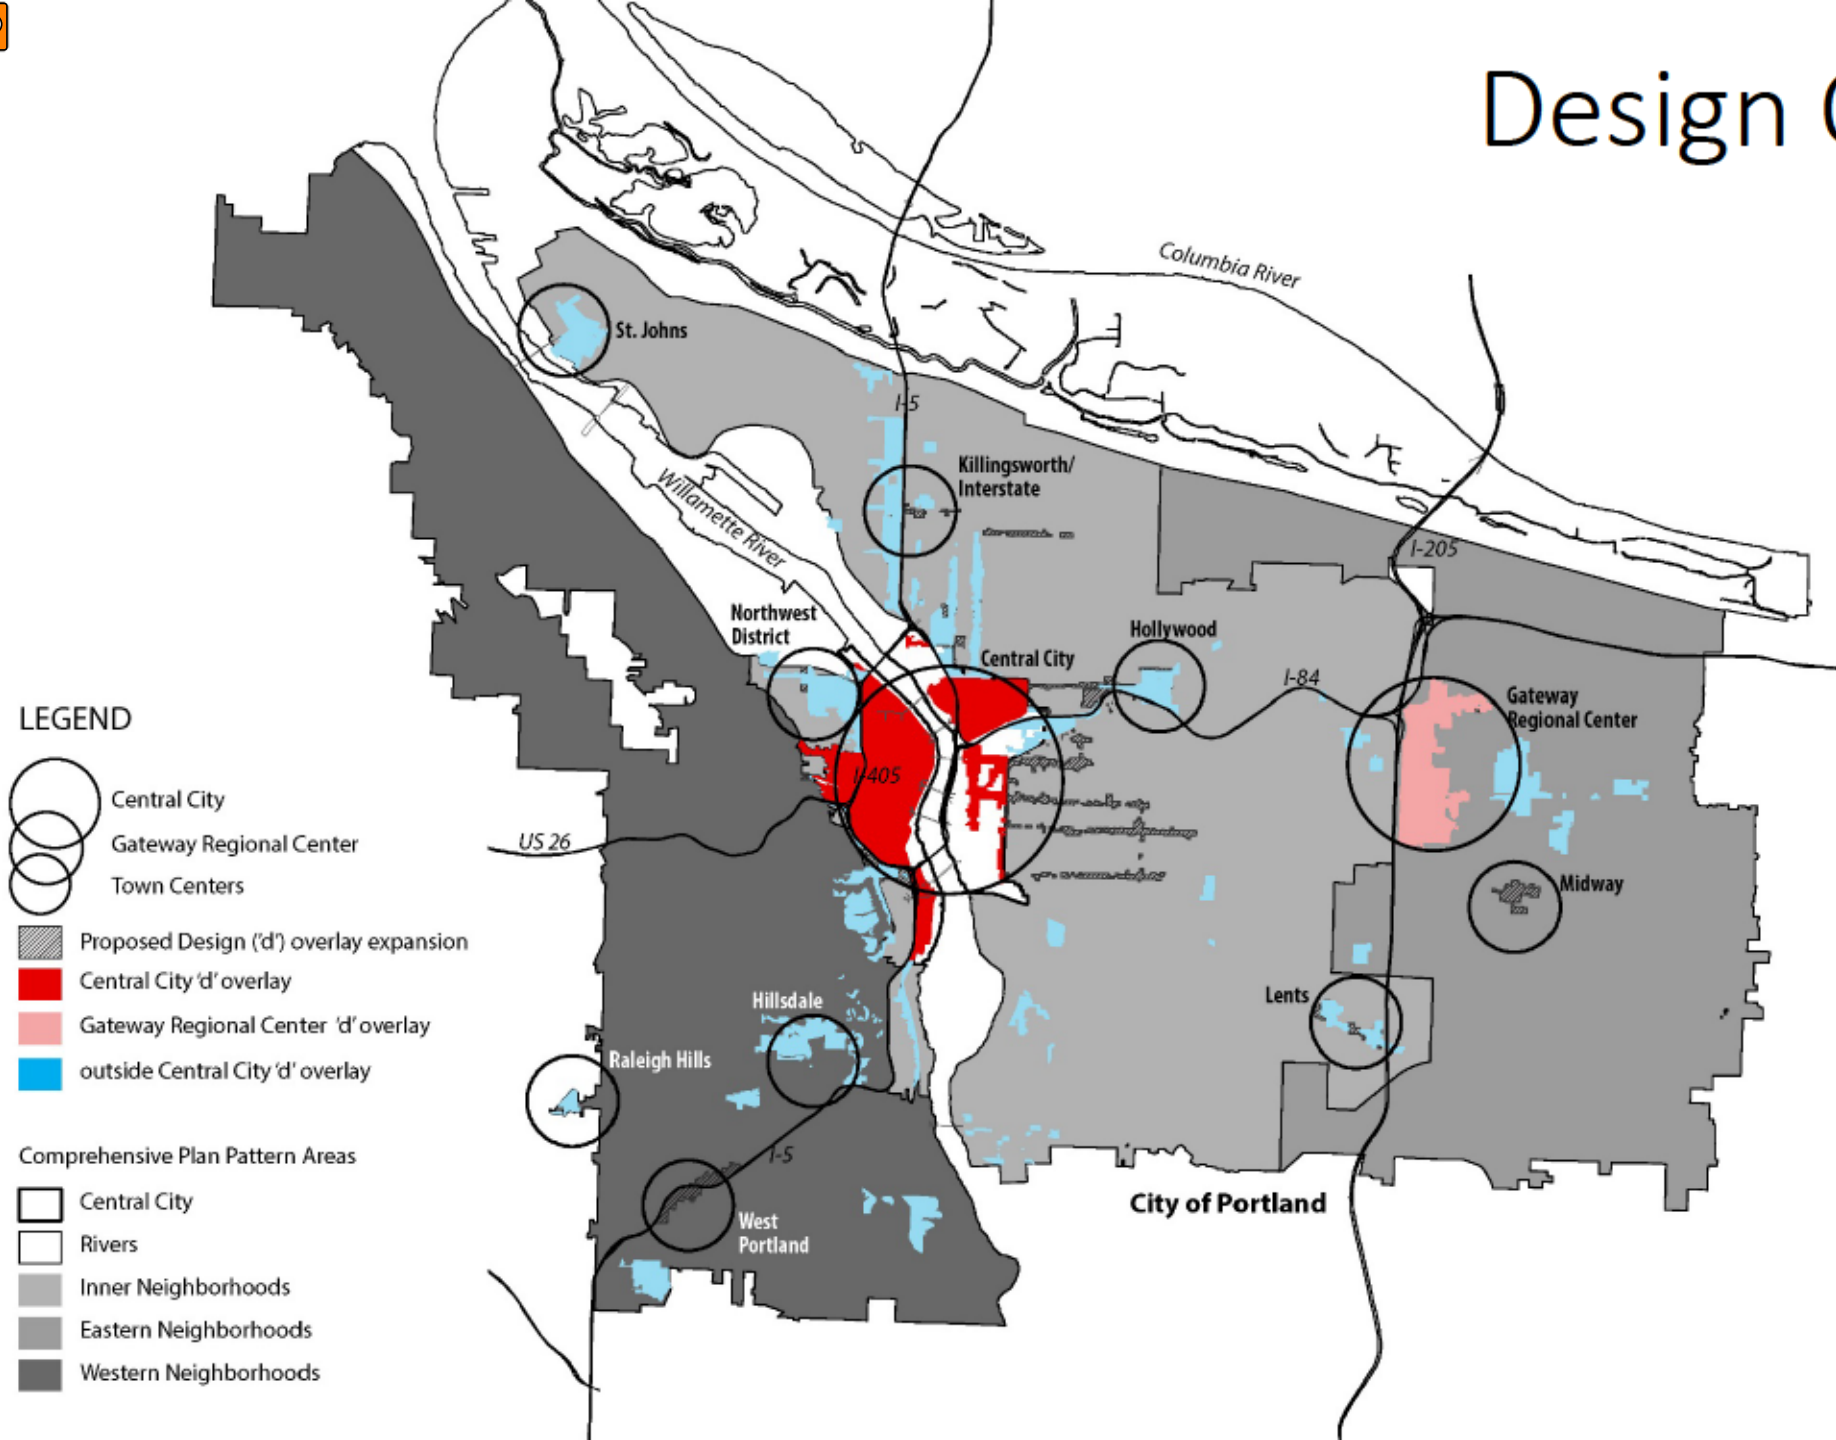 Design
Columbia River
St. Johns
I-5
Killingsworth/
Interstate
Willamette River
I-205
Northwest
District
Hollywood
Central City
I-84
Gateway
Regional Center
I-405
US 26
Midway
Lents
Hillsdale
Raleigh Hills
I-5
West
Portland
City of Portland
LEGEND
Central City
Gateway Regional Center
Town Centers
Proposed Design ('d') overlay expansion
Central City 'd' overlay
Gateway Regional Center 'd' overlay
outside Central City 'd' overlay
Comprehensive Plan Pattern Areas
Central City
Rivers
Inner Neighborhoods
Eastern Neighborhoods
Western Neighborhoods